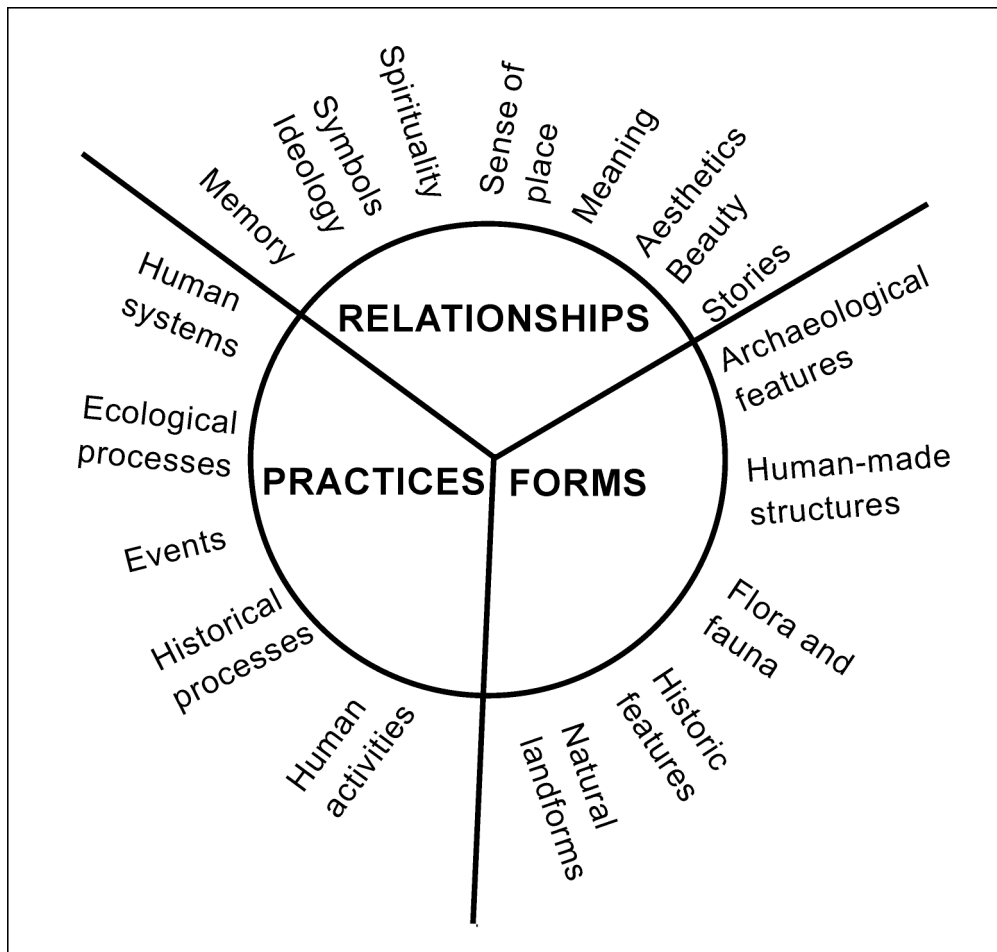 Memory
Ideology
Symbols
Spirituality
Sense of
place
Meaning
Aesthetics
Beauty
Stories
RELATIONSHIPS
Archaeological
features
Human-made
structures
Flora and
fauna
Historic
features
Natural
landforms
FORMS
PRACTICES
Human
systems
Ecological
processes
Events
Historical
processes
Human
activities